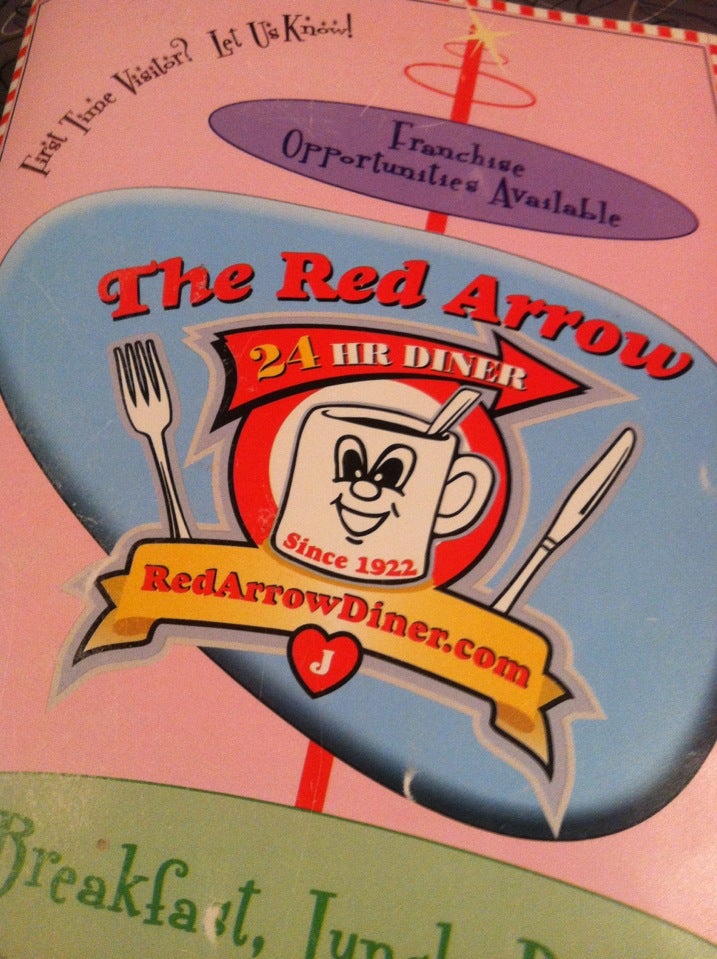 First Time Visitor? Let Us Know!
Franchise
Opportunities Available
The Red Arrow
24 HR DINER
Since 1922
RedArrowDiner.com
J
Breakfast,